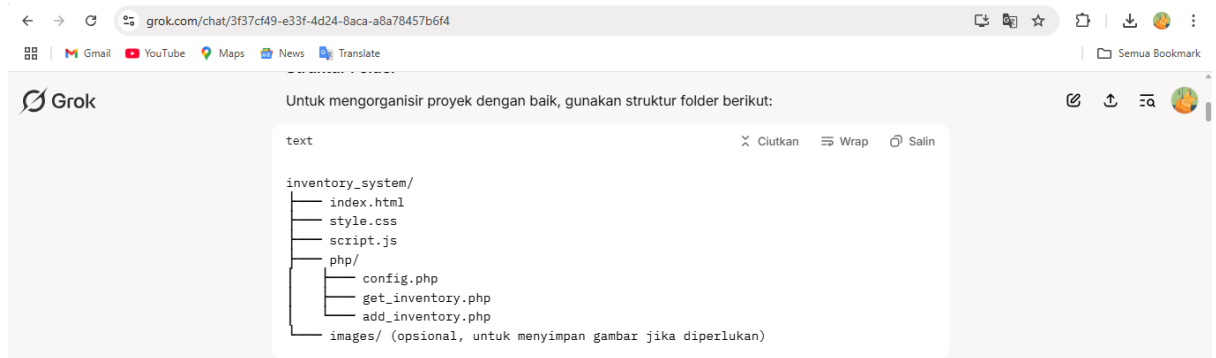 grok.com/chat/3f37cf49-e33f-4d24-8aca-a8a78457b6f4
Gmail YouTube Maps News Translate Semua Bookmark
Grok
Untuk mengorganisir proyek dengan baik, gunakan struktur folder berikut:
text Ciutkan Wrap Salin
inventory_system/
├── index.html
├── style.css
├── script.js
├── php/
│ ├── config.php
│ ├── get_inventory.php
│ └── add_inventory.php
└── images/ (opsional, untuk menyimpan gambar jika diperlukan)